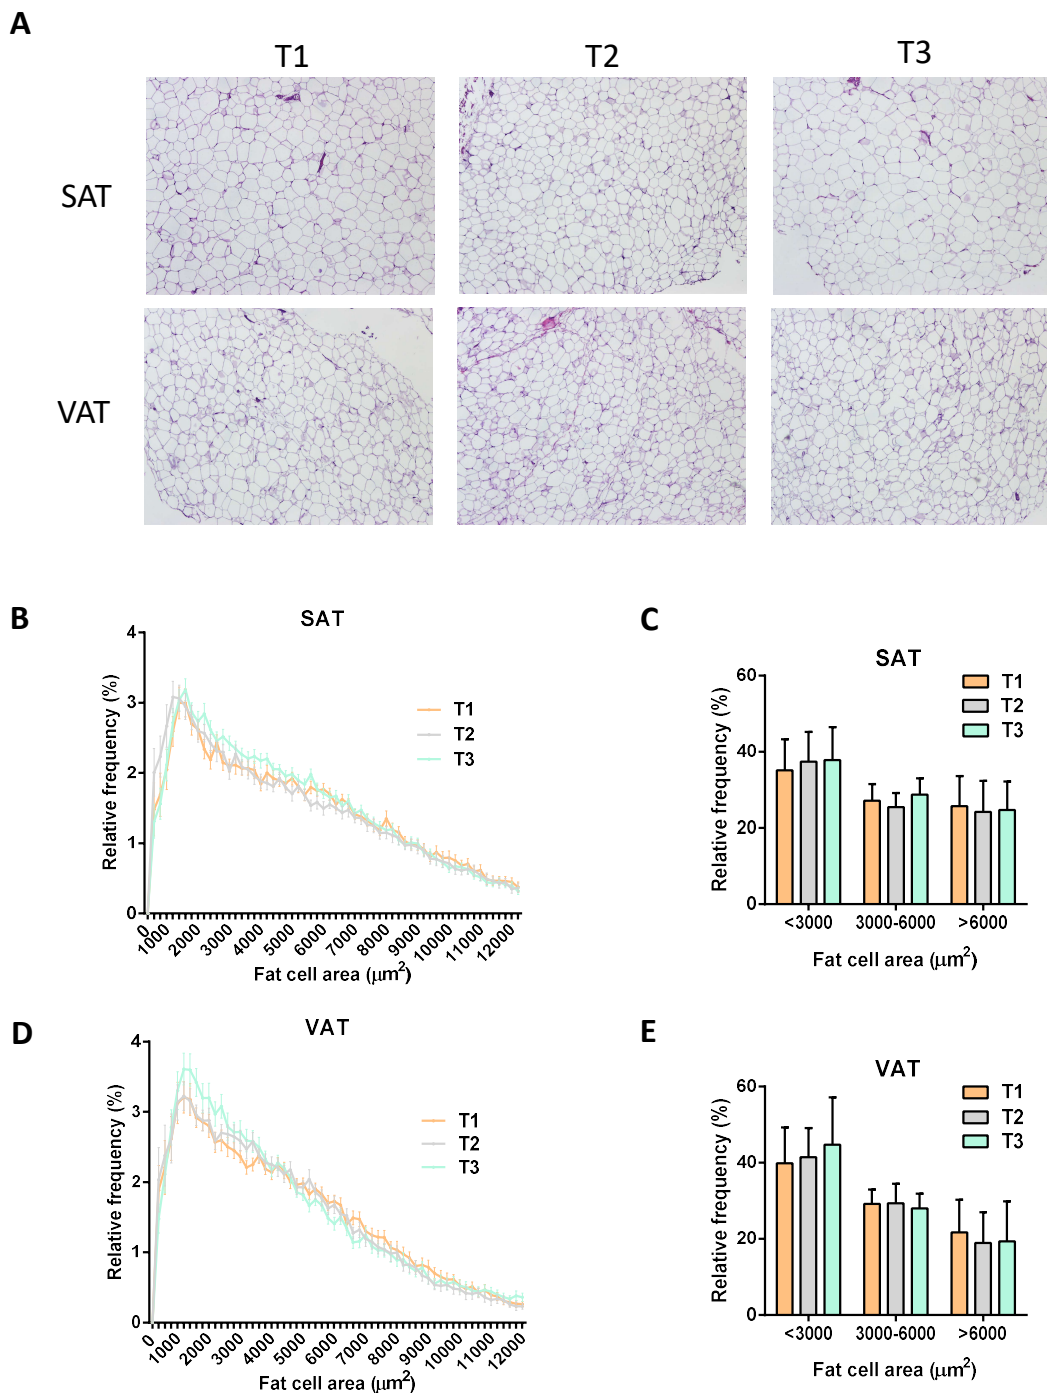 A
T1 T2 T3
SAT
VAT
B
SAT
Relative frequency (%)
4
3
2
1
0
T1
T2
T3
0 1000 2000 3000 4000 5000 6000 7000 8000 9000 10000 11000 12000
Fat cell area (μm²)
C
SAT
Relative frequency (%)
60
40
20
0
T1
T2
T3
<3000 3000-6000 >6000
Fat cell area (μm²)
D
VAT
Relative frequency (%)
4
3
2
1
0
T1
T2
T3
0 1000 2000 3000 4000 5000 6000 7000 8000 9000 10000 11000 12000
Fat cell area (μm²)
E
VAT
Relative frequency (%)
60
40
20
0
T1
T2
T3
<3000 3000-6000 >6000
Fat cell area (μm²)